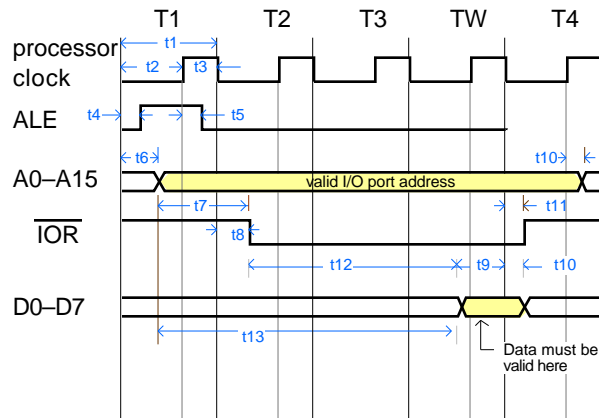 T1 T2 T3 TW T4
processor
clock
t1
t2 t3
ALE
t4 t5
t6 t10
A0–A15
valid I/O port address
t7 t11
IOR
t8
t12 t9 t10
D0–D7
t13
Data must be
valid here